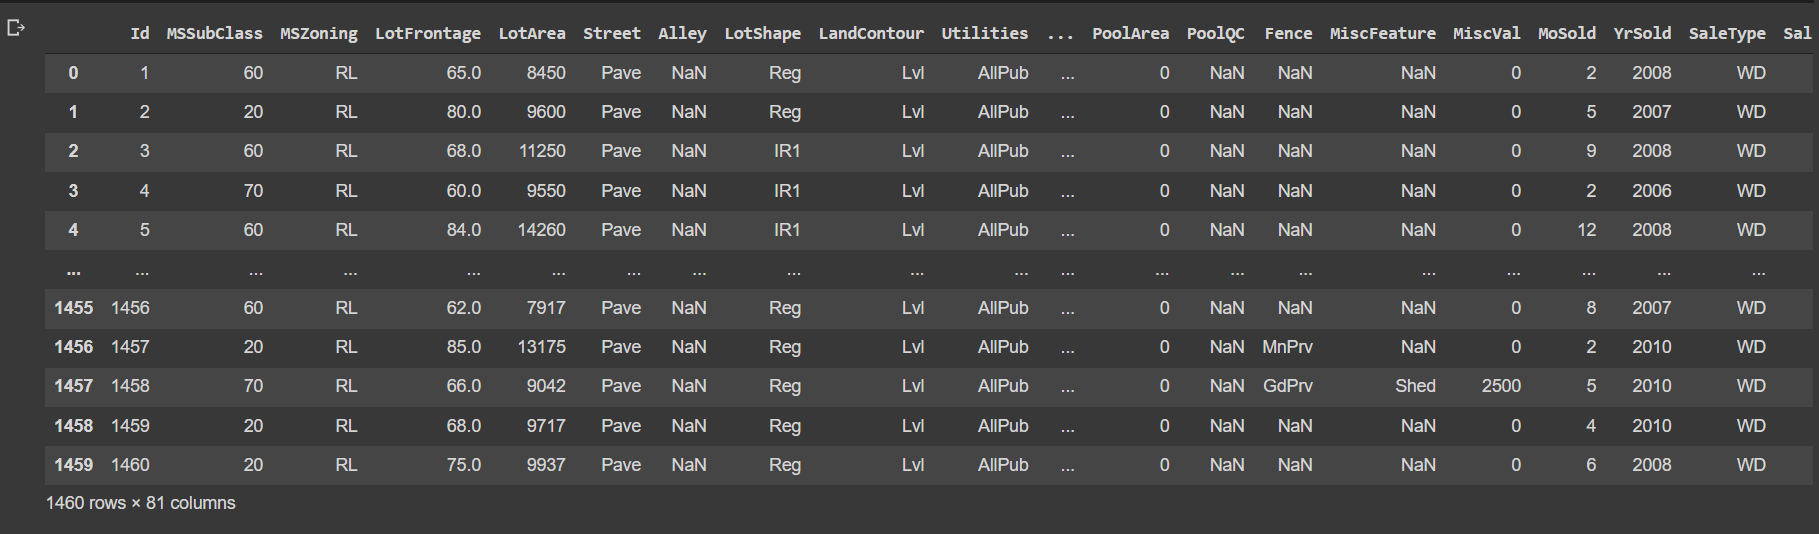 Id MSSubClass MSZoning LotFrontage LotArea Street Alley LotShape LandContour Utilities ... PoolArea PoolQC Fence MiscFeature MiscVal MoSold YrSold SaleType Sal
0 1 60 RL 65.0 8450 Pave NaN Reg Lvl AllPub ... 0 NaN NaN NaN 0 2 2008 WD
1 2 20 RL 80.0 9600 Pave NaN Reg Lvl AllPub ... 0 NaN NaN NaN 0 5 2007 WD
2 3 60 RL 68.0 11250 Pave NaN IR1 Lvl AllPub ... 0 NaN NaN NaN 0 9 2008 WD
3 4 70 RL 60.0 9550 Pave NaN IR1 Lvl AllPub ... 0 NaN NaN NaN 0 2 2006 WD
4 5 60 RL 84.0 14260 Pave NaN IR1 Lvl AllPub ... 0 NaN NaN NaN 0 12 2008 WD
... ... ... ... ... ... ... ... ... ... ... ... ... ... ... ... ... ... ... ...
1455 1456 60 RL 62.0 7917 Pave NaN Reg Lvl AllPub ... 0 NaN NaN NaN 0 8 2007 WD
1456 1457 20 RL 85.0 13175 Pave NaN Reg Lvl AllPub ... 0 NaN MnPrv NaN 0 2 2010 WD
1457 1458 70 RL 66.0 9042 Pave NaN Reg Lvl AllPub ... 0 NaN GdPrv Shed 2500 5 2010 WD
1458 1459 20 RL 68.0 9717 Pave NaN Reg Lvl AllPub ... 0 NaN NaN NaN 0 4 2010 WD
1459 1460 20 RL 75.0 9937 Pave NaN Reg Lvl AllPub ... 0 NaN NaN NaN 0 6 2008 WD
1460 rows × 81 columns